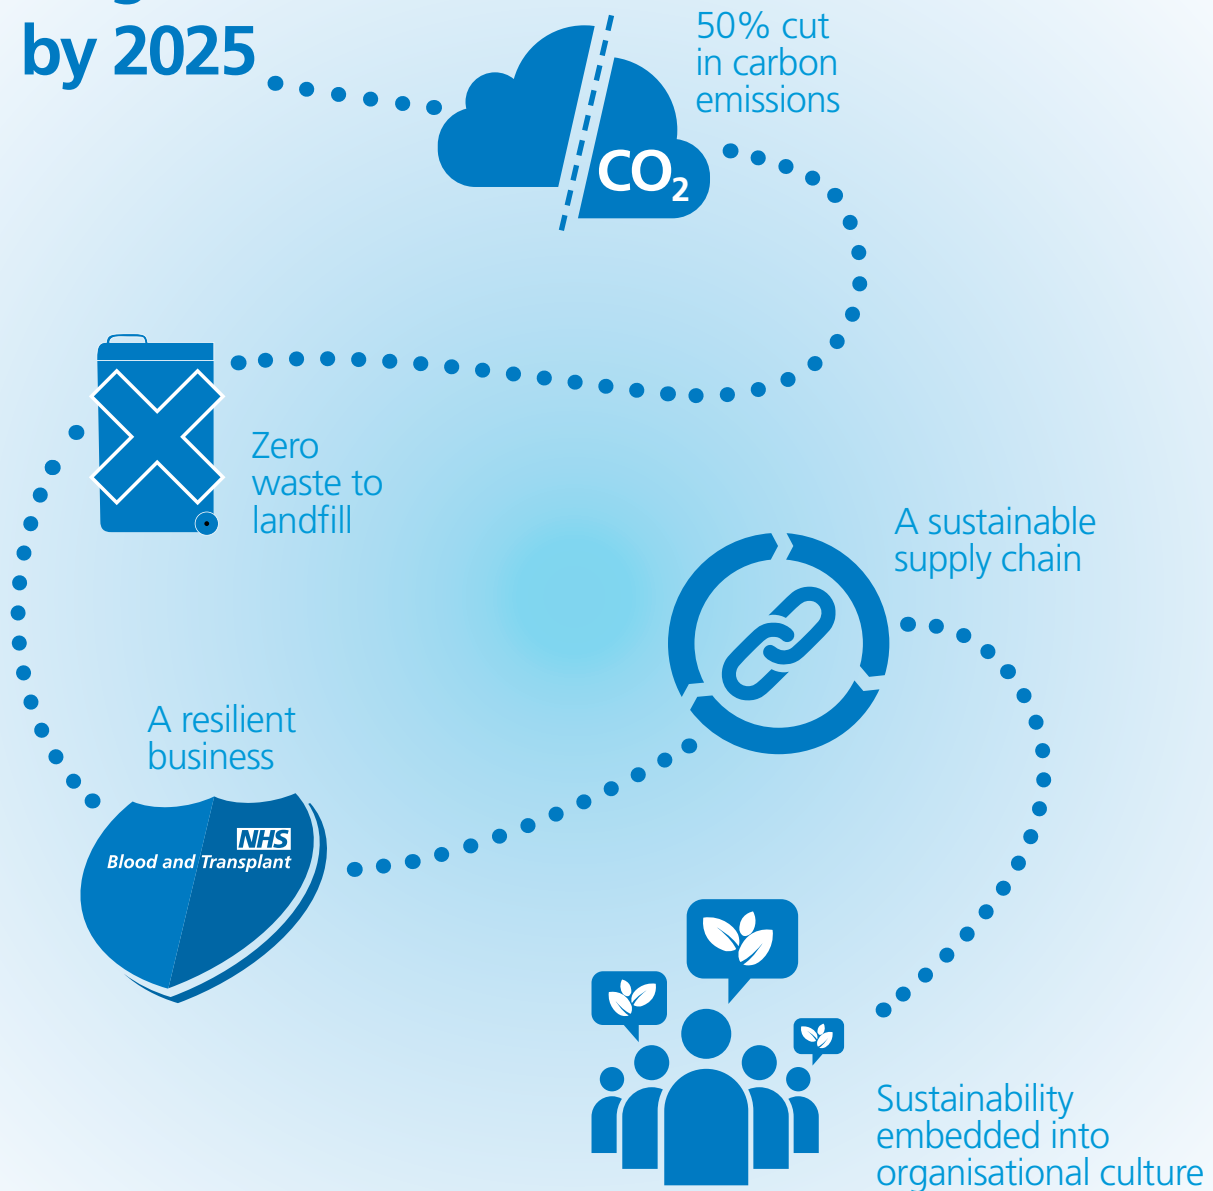 by 2025
50% cut
in carbon
emissions
CO₂
Zero
waste to
landfill
A sustainable
supply chain
A resilient
business
NHS
Blood and Transplant
Sustainability
embedded into
organisational culture